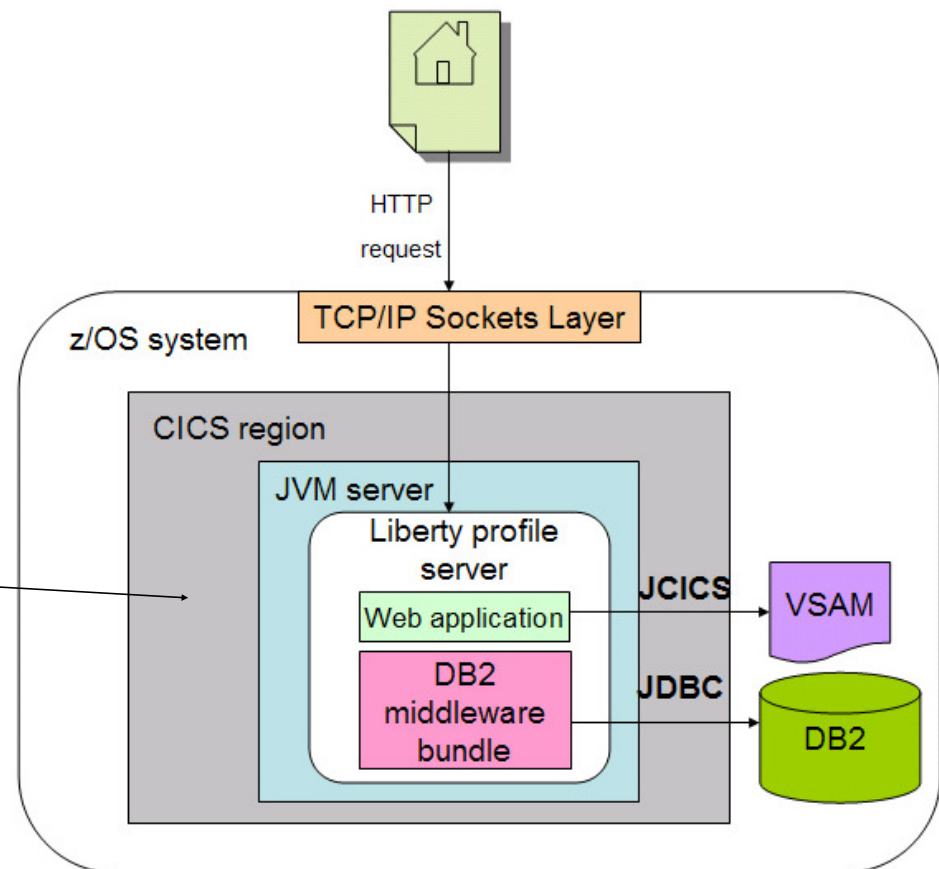 HTTP
request
TCP/IP Sockets Layer
z/OS system
CICS region
JVM server
Liberty profile
server
Web application
JCICS
VSAM
DB2
middleware
bundle
JDBC
DB2